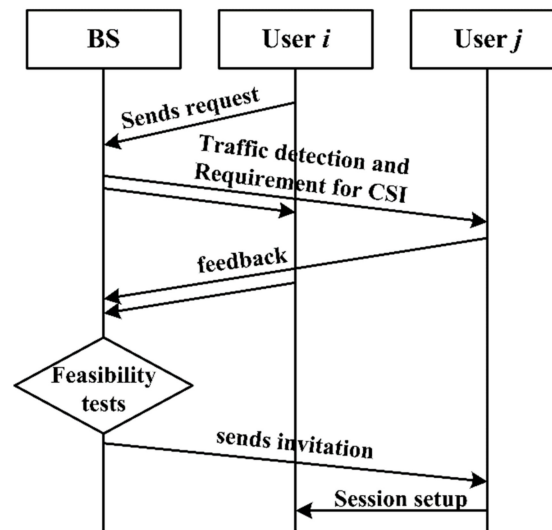 BS
User i
User j
Sends request
Traffic detection and
Requirement for CSI
feedback
Feasibility
tests
sends invitation
Session setup